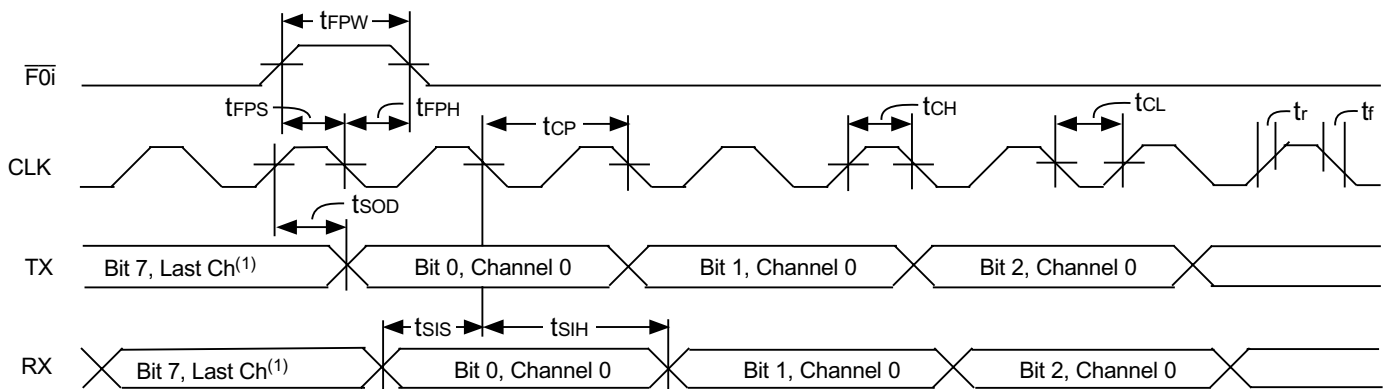 tFPW
F0i
tFPS
tFPH
tCP
tCH
tCL
tr
tf
CLK
tSOD
TX
Bit 7, Last Ch(1)
Bit 0, Channel 0
Bit 1, Channel 0
Bit 2, Channel 0
tSIS
tSIH
RX
Bit 7, Last Ch(1)
Bit 0, Channel 0
Bit 1, Channel 0
Bit 2, Channel 0